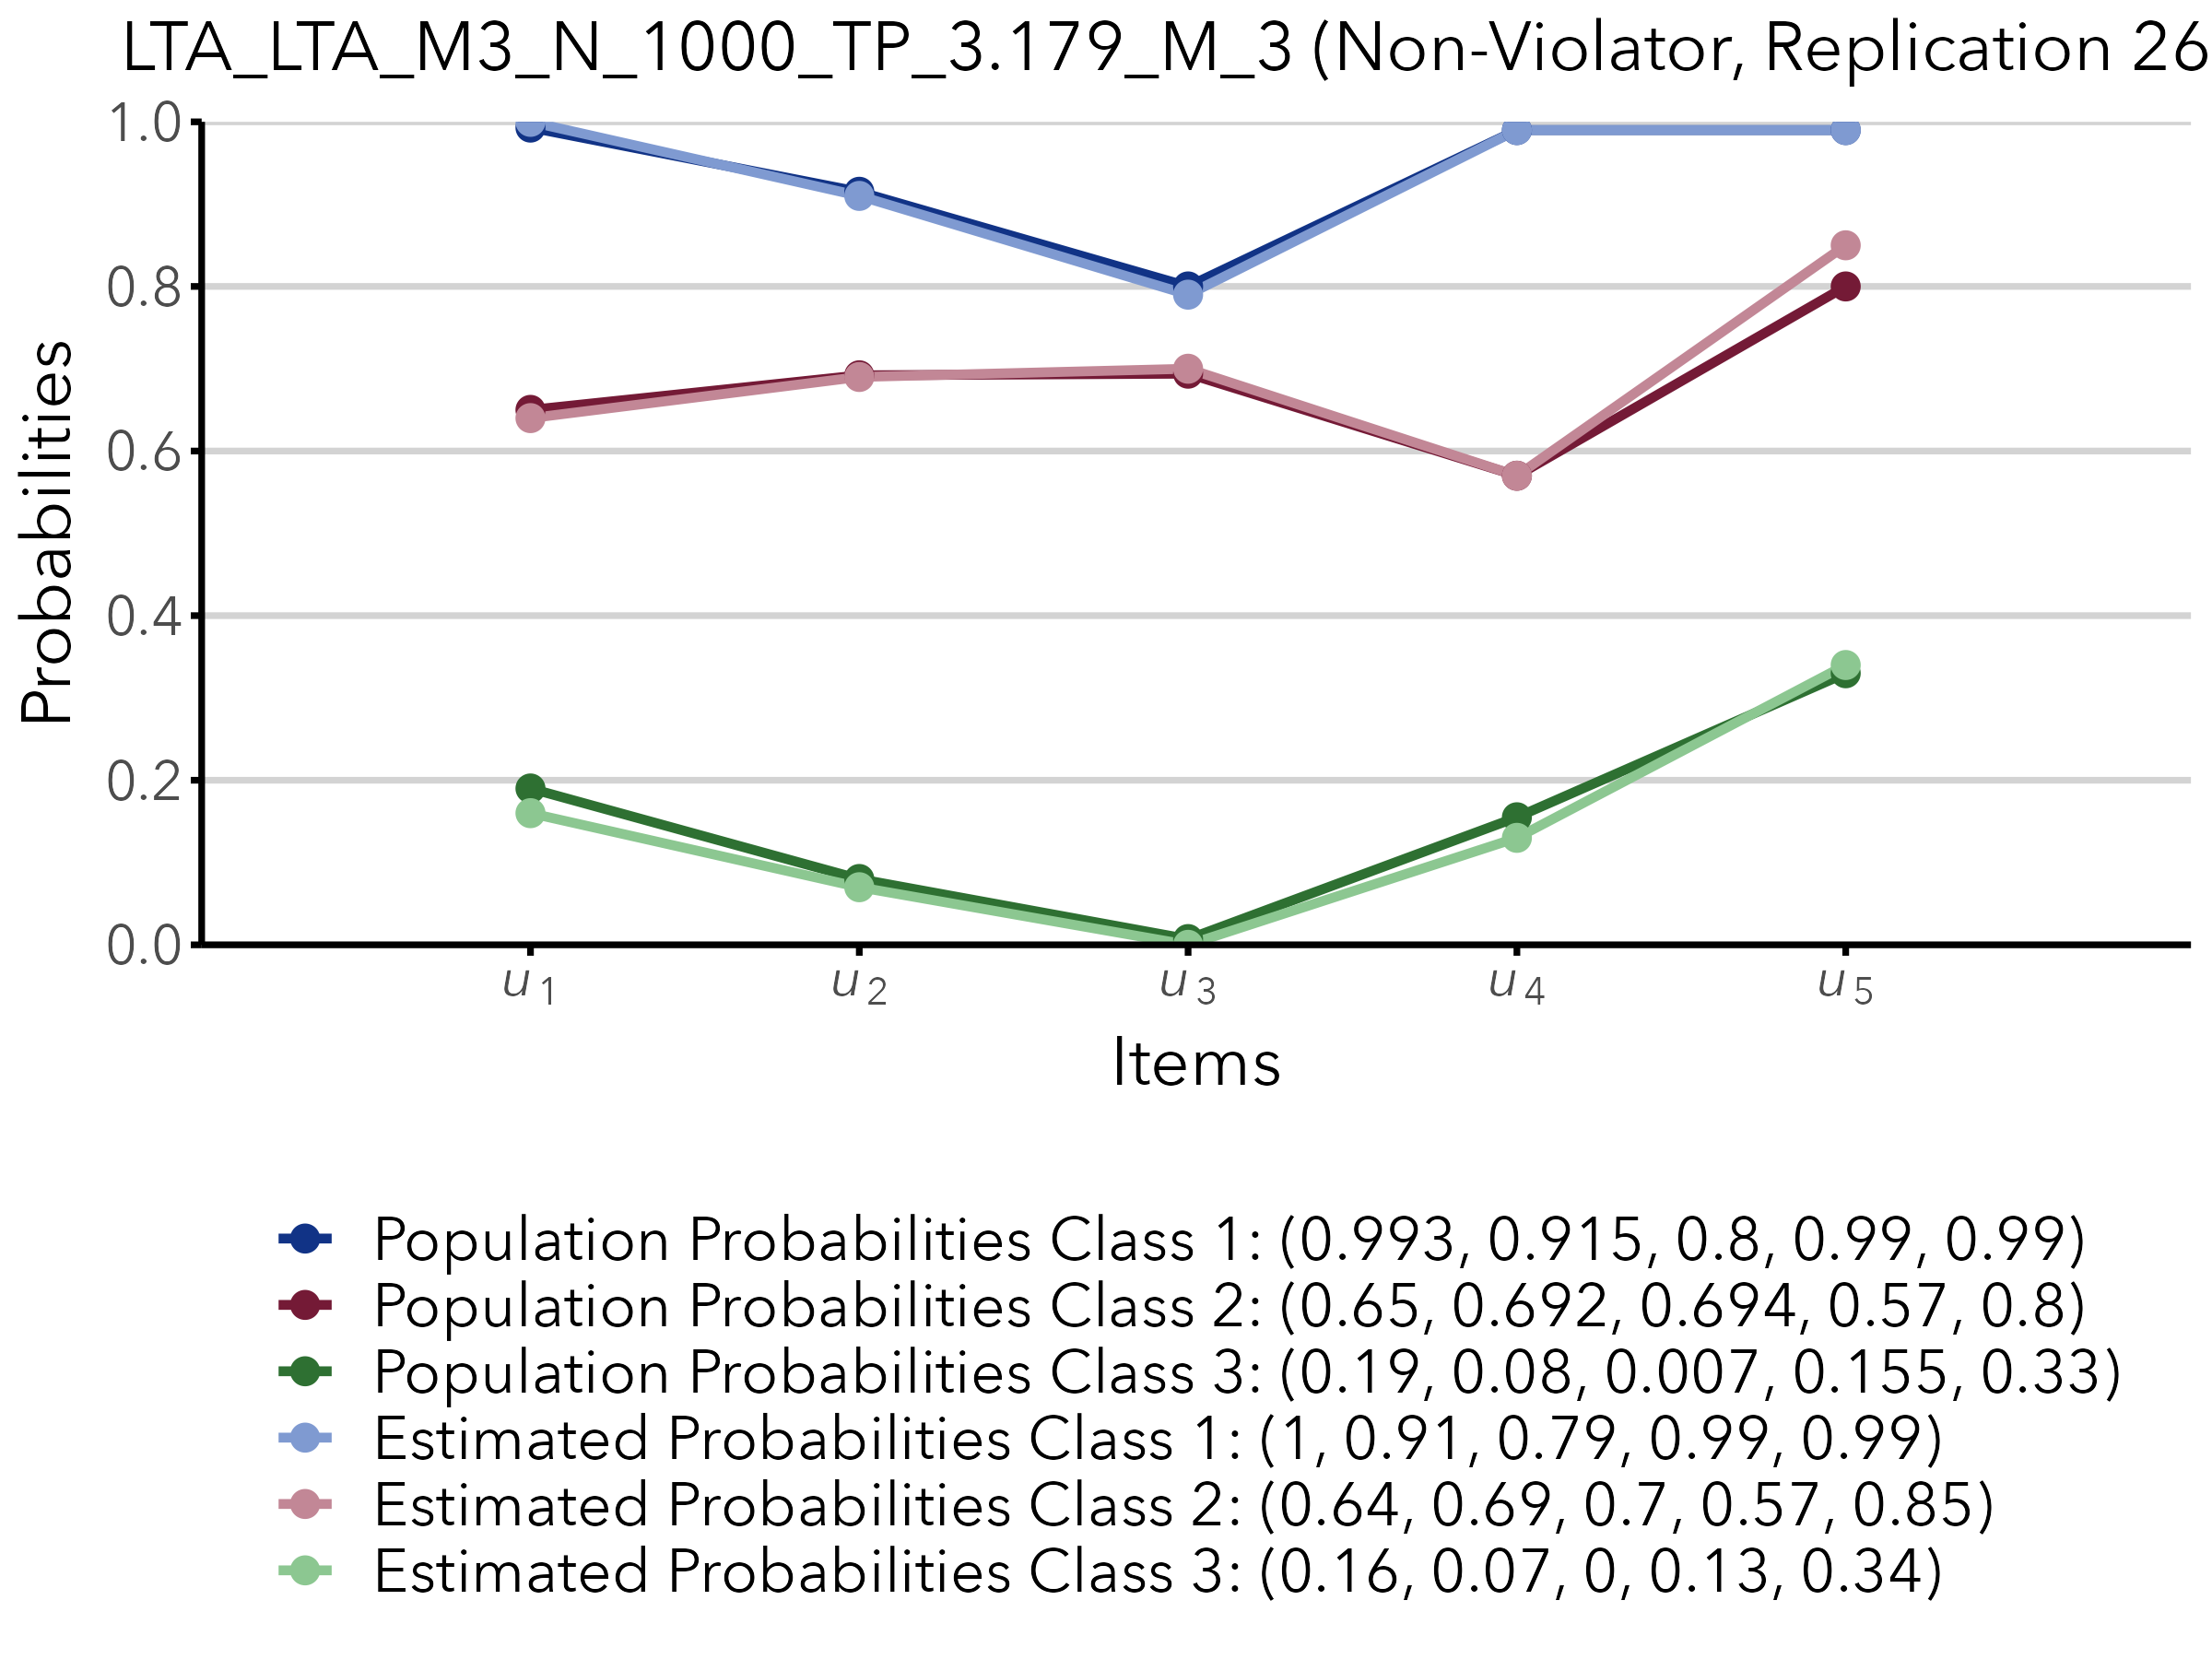 LTA_LTA_M3_N_1000_TP_3.179_M_3 (Non-Violator, Replication 26
1.0
0.8
0.6
0.4
0.2
0.0
Probabilities
u1 u2 u3 u4 u5
Items
Population Probabilities Class 1: (0.993, 0.915, 0.8, 0.99, 0.99)
Population Probabilities Class 2: (0.65, 0.692, 0.694, 0.57, 0.8)
Population Probabilities Class 3: (0.19, 0.08, 0.007, 0.155, 0.33)
Estimated Probabilities Class 1: (1, 0.91, 0.79, 0.99, 0.99)
Estimated Probabilities Class 2: (0.64, 0.69, 0.7, 0.57, 0.85)
Estimated Probabilities Class 3: (0.16, 0.07, 0, 0.13, 0.34)